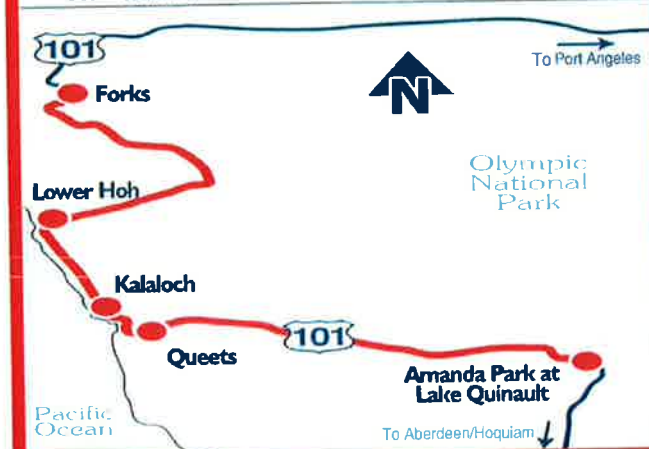 101
To Port Angeles
Forks
N
Olympic
National
Park
Lower Hoh
Kalaloch
Queets
101
Amanda Park at
Lake Quinault
Pacific
Ocean
To Aberdeen/Hoquiam